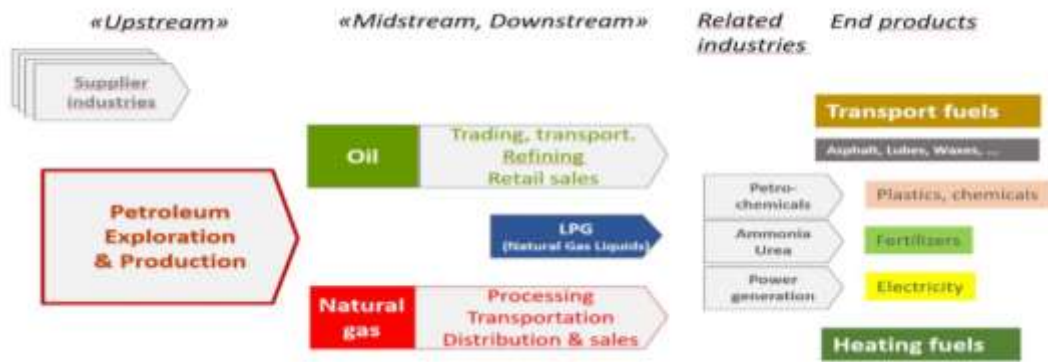 «Upstream»
«Midstream, Downstream»
Related
industries
End products
Supplier
industries
Petroleum
Exploration
& Production
Oil
Trading, transport.
Refining
Retail sales
LPG
(Natural Gas Liquids)
Natural
gas
Processing
Transportation
Distribution & sales
Petro-
chemicals
Ammonia
Urea
Power
generation
Transport fuels
Asphalt, Lubes, Waxes, ...
Plastics, chemicals
Fertilizers
Electricity
Heating fuels